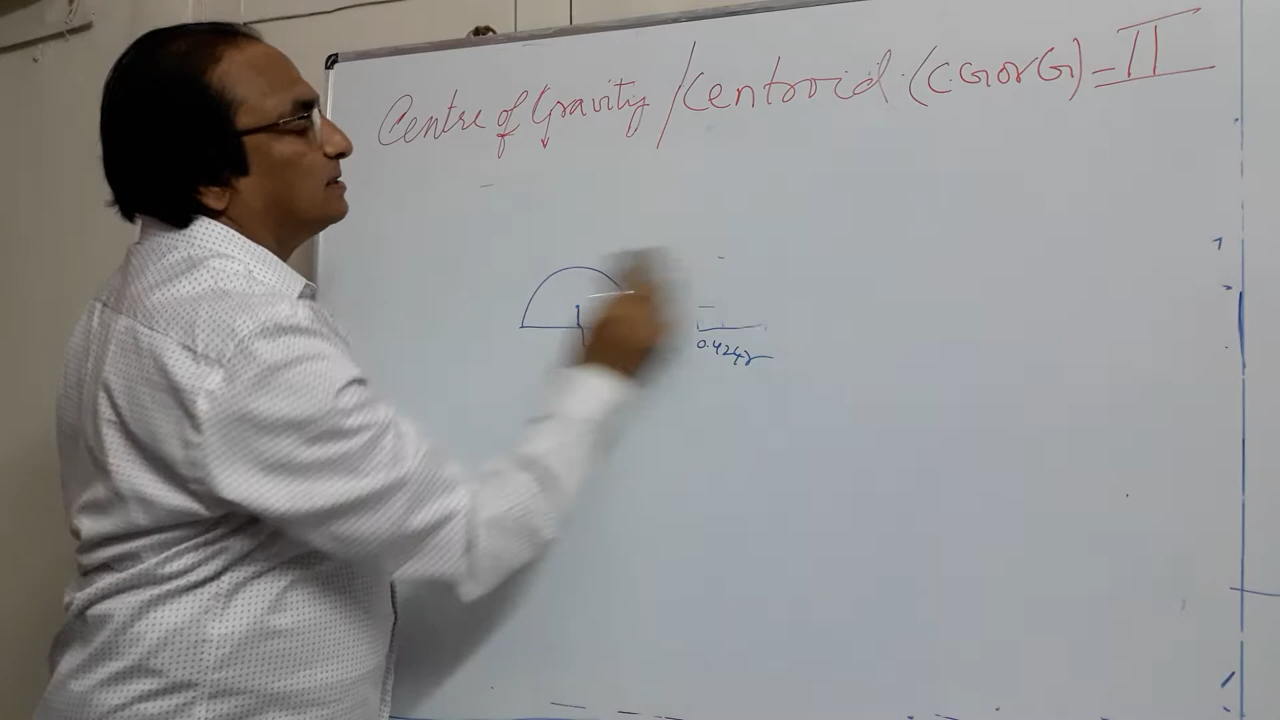 Centre of Gravity / Centroid (C.G or G) - II
0.424r